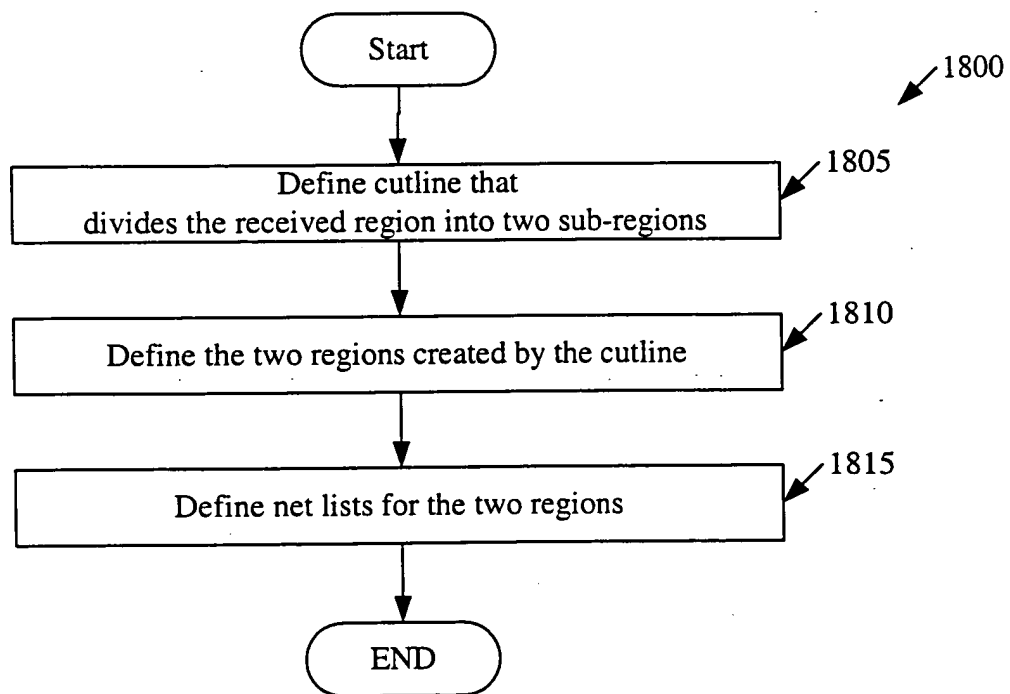 Start
1800
1805
Define cutline that
divides the received region into two sub-regions
1810
Define the two regions created by the cutline
1815
Define net lists for the two regions
END